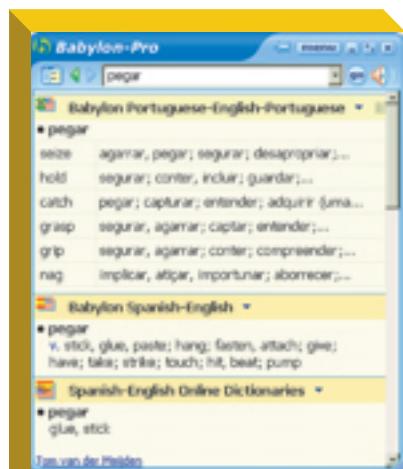 Babylon-Pro
menu
pegar
go
Babylon Portuguese-English-Portuguese
• pegar
seize agarrar, pegar; segurar; desapropriar;...
hold segurar; conter, incluir; guardar;...
catch pegar; capturar; entender; adquirir (uma...
grasp segurar, agarrar; captar; entender;...
grip segurar, agarrar; conter; compreender;...
nag implicar, atiçar, importunar; aborrecer;...
Babylon Spanish-English
• pegar
v. stick, glue, paste; hang; fasten, attach; give;
have; take; strike; touch; hit, beat; pump
Spanish-English Online Dictionaries
• pegar
glue, stick
Tom van der Meijden